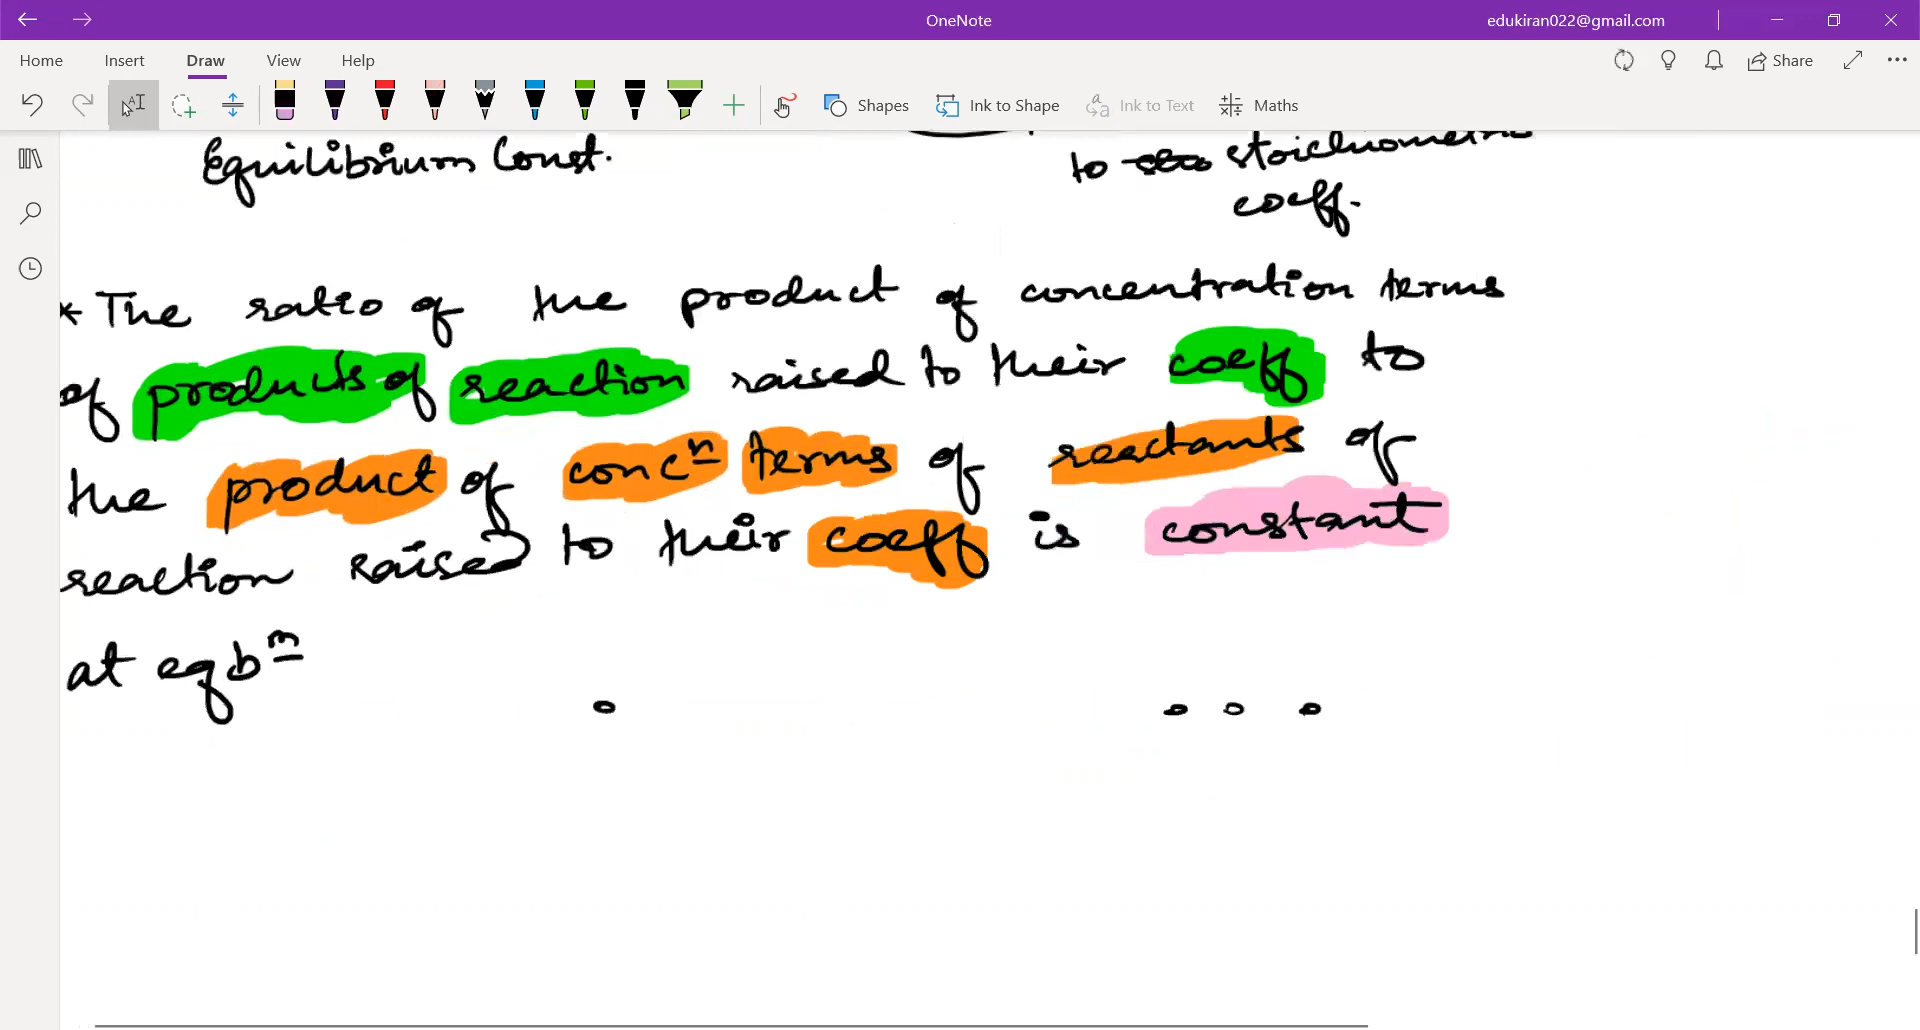 OneNote
edukiran022@gmail.com
Home Insert Draw View Help
Share
Shapes Ink to Shape Ink to Text Maths
Equilibrium Const.
to stoichiometric
coeff.
* The ratio of the product of concentration terms
of products of reaction raised to their coeff to
the product of concⁿ terms of reactants of
reaction raised to their coeff is constant
at eqbᵐ